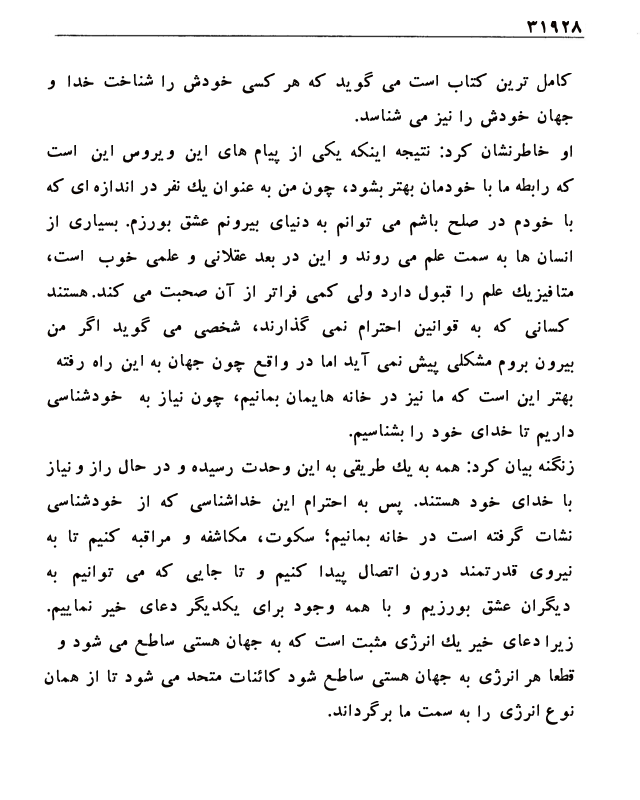 ۳۱۹۲۸
کامل ترین کتاب است می گوید که هر کسی خودش را شناخت خدا و
جهان خودش را نیز می شناسد.
او خاطرنشان کرد: نتیجه اینکه یکی از پیام های این ویروس این است
که رابطه ما با خودمان بهتر بشود، چون من به عنوان یك نفر در اندازه ای که
با خودم در صلح باشم می توانم به دنیای بیرونم عشق بورزم. بسیاری از
انسان ها به سمت علم می روند و این در بعد عقلانی و علمی خوب است،
متافیزیك علم را قبول دارد ولی کمی فراتر از آن صحبت می کند. هستند
کسانی که به قوانین احترام نمی گذارند، شخصی می گوید اگر من
بیرون بروم مشکلی پیش نمی آید اما در واقع چون جهان به این راه رفته
بهتر این است که ما نیز در خانه هایمان بمانیم، چون نیاز به خودشناسی
داریم تا خدای خود را بشناسیم.
زنگنه بیان کرد: همه به یك طریقی به این وحدت رسیده و در حال راز و نیاز
با خدای خود هستند. پس به احترام این خداشناسی که از خودشناسی
نشات گرفته است در خانه بمانیم؛ سکوت، مکاشفه و مراقبه کنیم تا به
نیروی قدرتمند درون اتصال پیدا کنیم و تا جایی که می توانیم به
دیگران عشق بورزیم و با همه وجود برای یکدیگر دعای خیر نماییم.
زیرا دعای خیر یك انرژی مثبت است که به جهان هستی ساطع می شود و
قطعا هر انرژی به جهان هستی ساطع شود کائنات متحد می شود تا از همان
نوع انرژی را به سمت ما برگرداند.